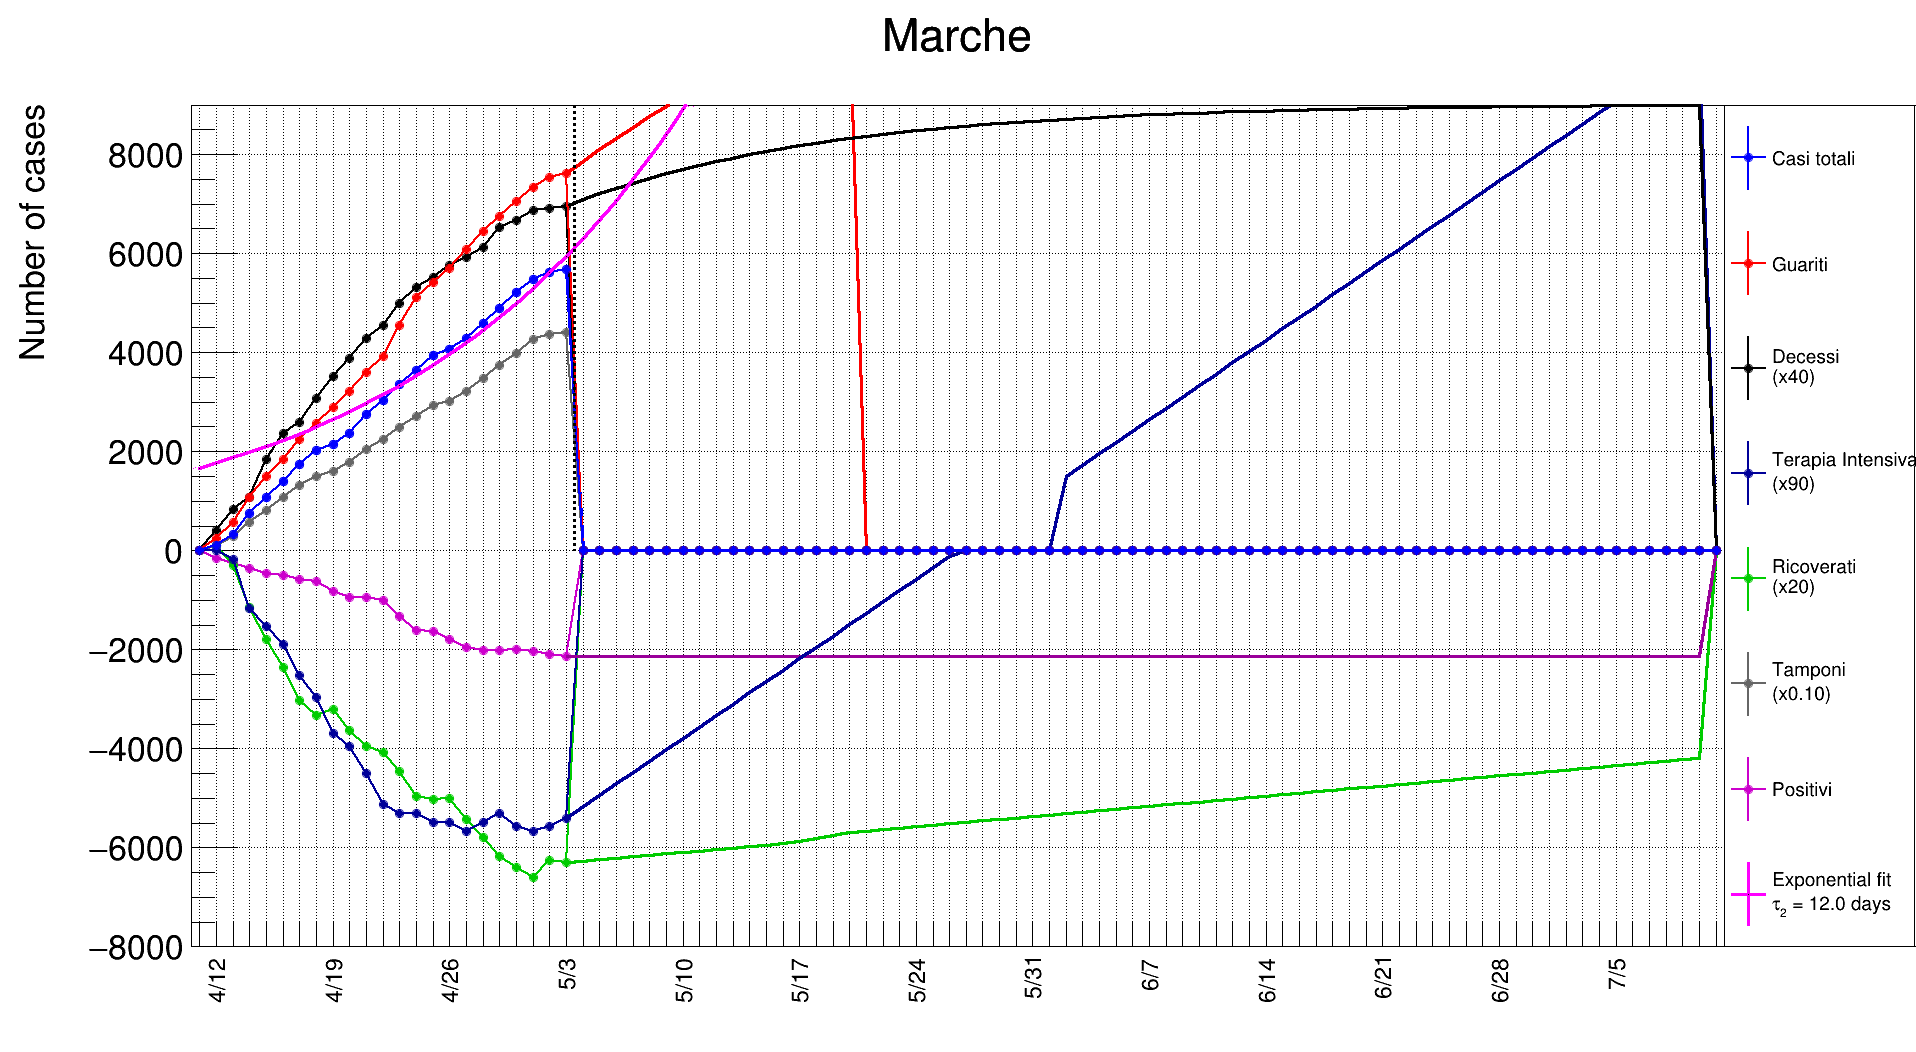 Marche
Number of cases
8000
6000
4000
2000
0
−2000
−4000
−6000
−8000
4/12
4/19
4/26
5/3
5/10
5/17
5/24
5/31
6/7
6/14
6/21
6/28
7/5
Casi totali
Guariti
Decessi
(x40)
Terapia Intensiva
(x90)
Ricoverati
(x20)
Tamponi
(x0.10)
Positivi
Exponential fit
τ2 = 12.0 days